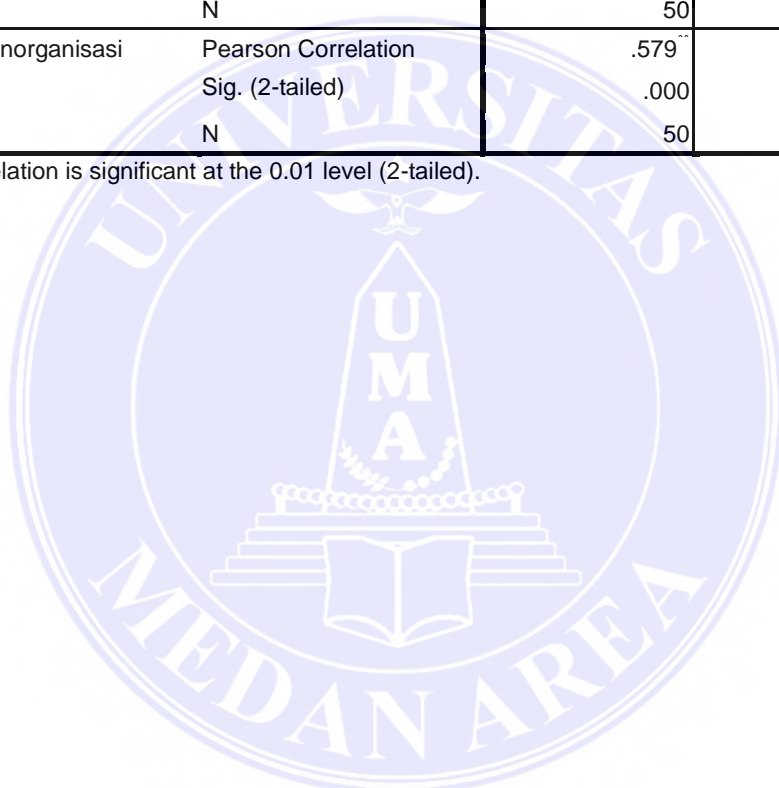 N 50
norganisasi Pearson Correlation .579**
Sig. (2-tailed) .000
N 50
lation is significant at the 0.01 level (2-tailed).
UNIVERSITAS
UMA
MEDAN AREA